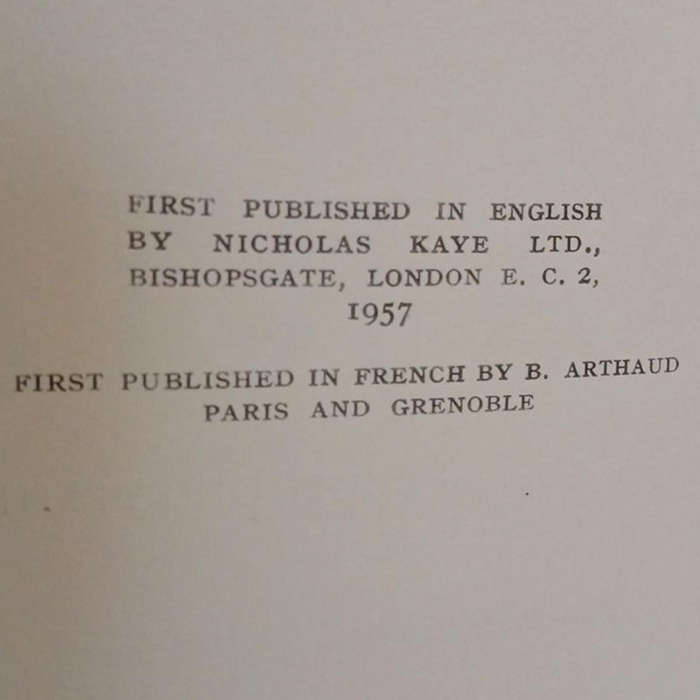 FIRST PUBLISHED IN ENGLISH
BY NICHOLAS KAYE LTD.,
BISHOPSGATE, LONDON E. C. 2,
1957
FIRST PUBLISHED IN FRENCH BY B. ARTHAUD
PARIS AND GRENOBLE